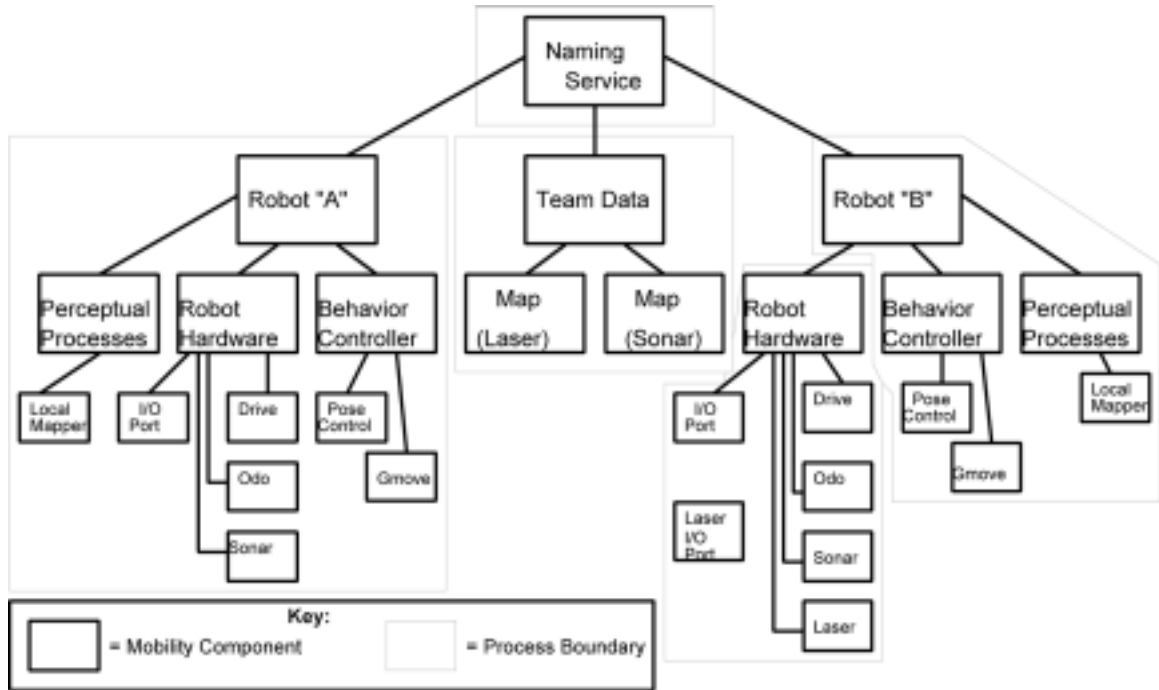 Naming
Service
Robot "A"
Team Data
Robot "B"
Perceptual
Processes
Robot
Hardware
Behavior
Controller
Map
(Laser)
Map
(Sonar)
Robot
Hardware
Behavior
Controller
Perceptual
Processes
Local
Mapper
I/O
Port
Drive
Pose
Control
I/O
Port
Drive
Pose
Control
Local
Mapper
Odo
Gmove
Odo
Gmove
Sonar
Laser
I/O
Port
Sonar
Laser
Key:
= Mobility Component
= Process Boundary